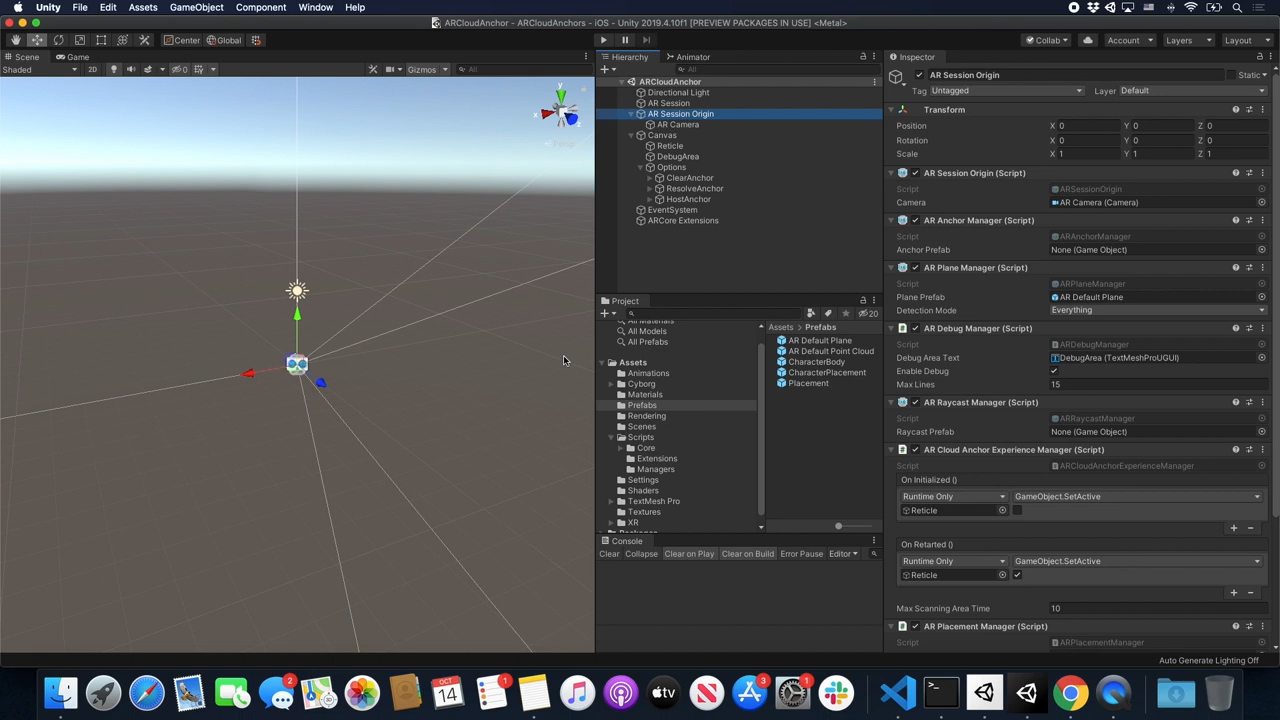 Unity File Edit Assets GameObject Component Window Help
ARCloudAnchor - ARCloudAnchors - iOS - Unity 2019.4.10f1 [PREVIEW PACKAGES IN USE] <Metal>
Center Global Collab Account Layers Layout
Scene Game
Shaded 2D 0 Gizmos All
y
x
z
Persp
Hierarchy Animator
All
ARCloudAnchor
Directional Light
AR Session
AR Session Origin
AR Camera
Canvas
Reticle
DebugArea
Options
ClearAnchor
ResolveAnchor
HostAnchor
EventSystem
ARCore Extensions
Project
20
All Materials
All Models
All Prefabs
Assets
Animations
Cyborg
Materials
Prefabs
Rendering
Scenes
Scripts
Core
Extensions
Managers
Settings
Shaders
TextMesh Pro
Textures
XR
Assets Prefabs
AR Default Plane
AR Default Point Cloud
CharacterBody
CharacterPlacement
Placement
Console
Clear Collapse Clear on Play Clear on Build Error Pause Editor
Inspector
AR Session Origin Static
Tag Untagged Layer Default
Transform
Position X 0 Y 0 Z 0
Rotation X 0 Y 0 Z 0
Scale X 1 Y 1 Z 1
AR Session Origin (Script)
Script ARSessionOrigin
Camera AR Camera (Camera)
AR Anchor Manager (Script)
Script ARAnchorManager
Anchor Prefab None (Game Object)
AR Plane Manager (Script)
Script ARPlaneManager
Plane Prefab AR Default Plane
Detection Mode Everything
AR Debug Manager (Script)
Script ARDebugManager
Debug Area Text DebugArea (TextMeshProUGUI)
Enable Debug
Max Lines 15
AR Raycast Manager (Script)
Script ARRaycastManager
Raycast Prefab None (Game Object)
AR Cloud Anchor Experience Manager (Script)
Script ARCloudAnchorExperienceManager
On Initialized ()
Runtime Only GameObject.SetActive
Reticle
On Retarted ()
Runtime Only GameObject.SetActive
Reticle
Max Scanning Area Time 10
AR Placement Manager (Script)
Script ARPlacementManager
Auto Generate Lighting Off
OCT
14
2 1 3 1